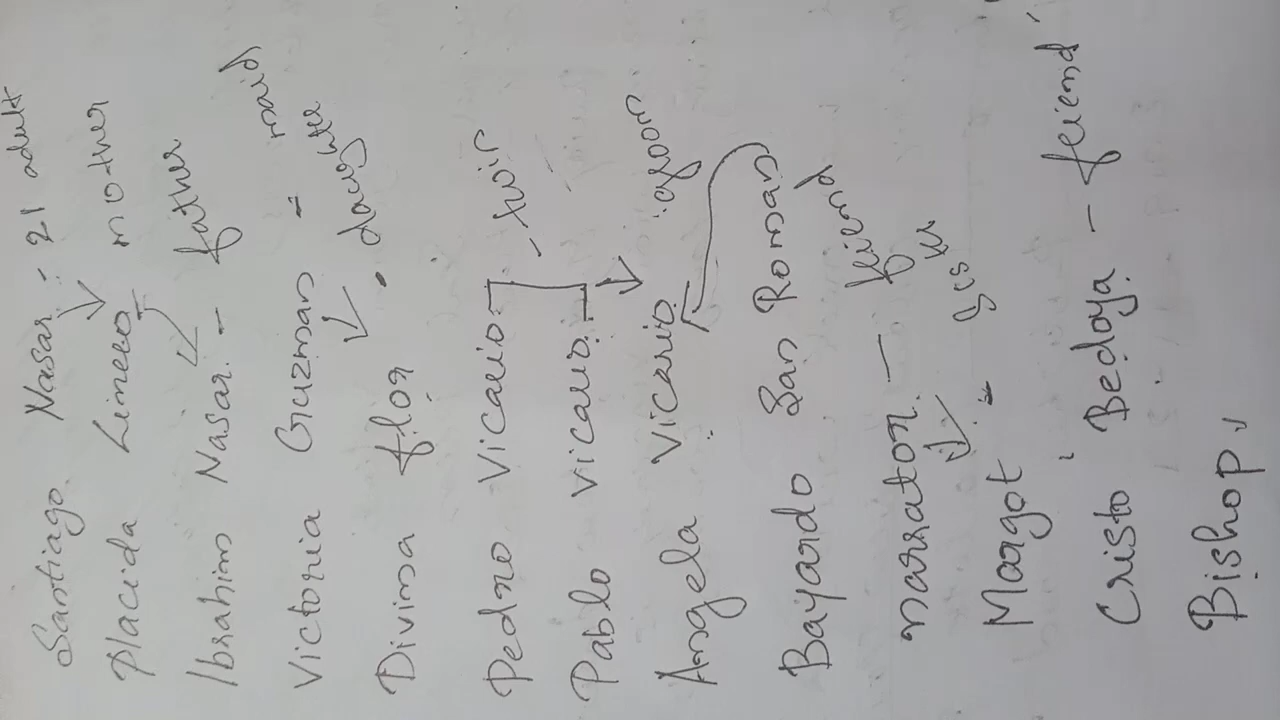 Santiago Nasar - 21 adult
Placida Linero mother
Ibrahim Nasar - father
Victoria Guzman - maid
Divina flor . daughter
Pedro Vicario - twin
Pablo Vicario
Angela Vicario groom
Bayardo San Roman
narrator - friend
Margot -
Cristo Bedoya - friend
Bishop